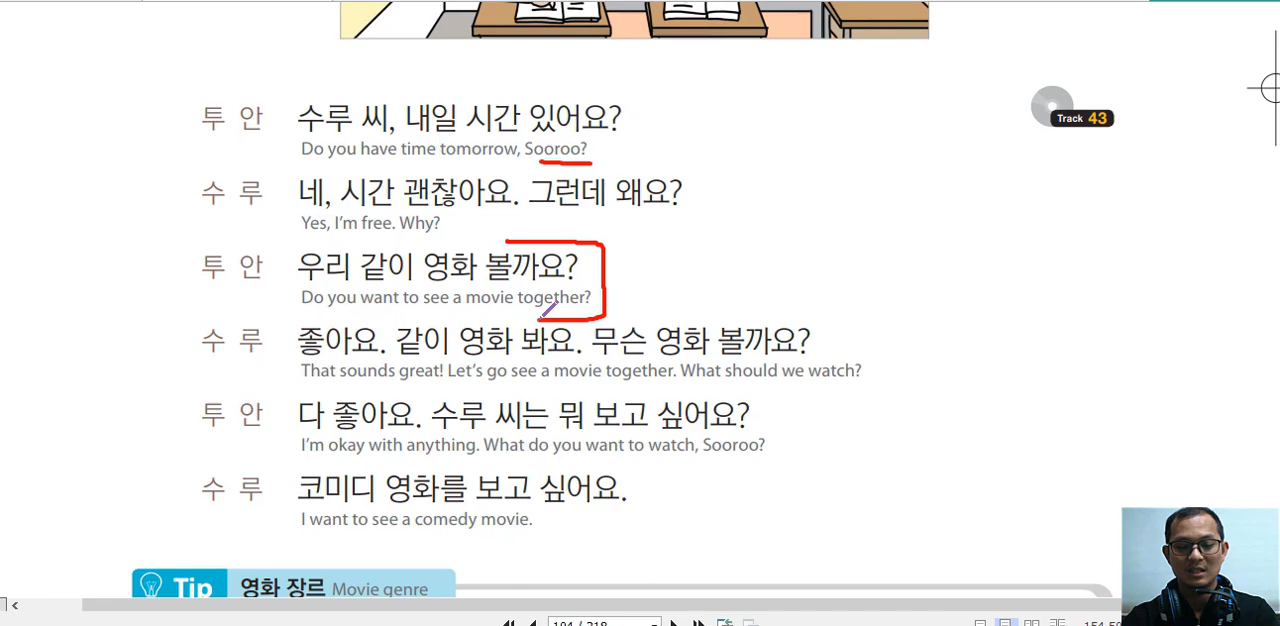 투 안 수루 씨, 내일 시간 있어요?
Do you have time tomorrow, Sooroo?
Track 43
수 루 네, 시간 괜찮아요. 그런데 왜요?
Yes, I'm free. Why?
투 안 우리 같이 영화 볼까요?
Do you want to see a movie together?
수 루 좋아요. 같이 영화 봐요. 무슨 영화 볼까요?
That sounds great! Let's go see a movie together. What should we watch?
투 안 다 좋아요. 수루 씨는 뭐 보고 싶어요?
I'm okay with anything. What do you want to watch, Sooroo?
수 루 코미디 영화를 보고 싶어요.
I want to see a comedy movie.
Tip 영화 장르 Movie genre